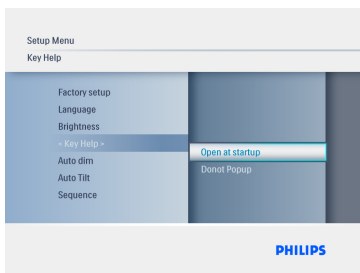 Setup Menu
Key Help
Factory setup
Language
Brightness
« Key Help »
Auto dim
Auto Tilt
Sequence
Open at startup
Donot Popup
PHILIPS